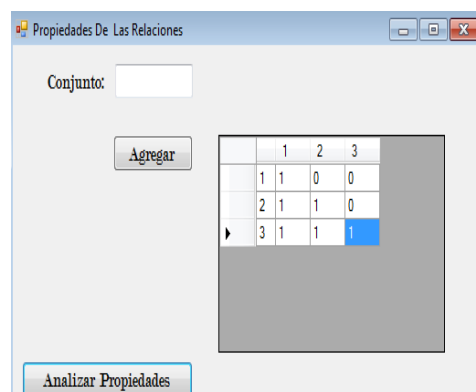 Propiedades De Las Relaciones
Conjunto:
Agregar
1 2 3
1 1 0 0
2 1 1 0
3 1 1 1
Analizar Propiedades